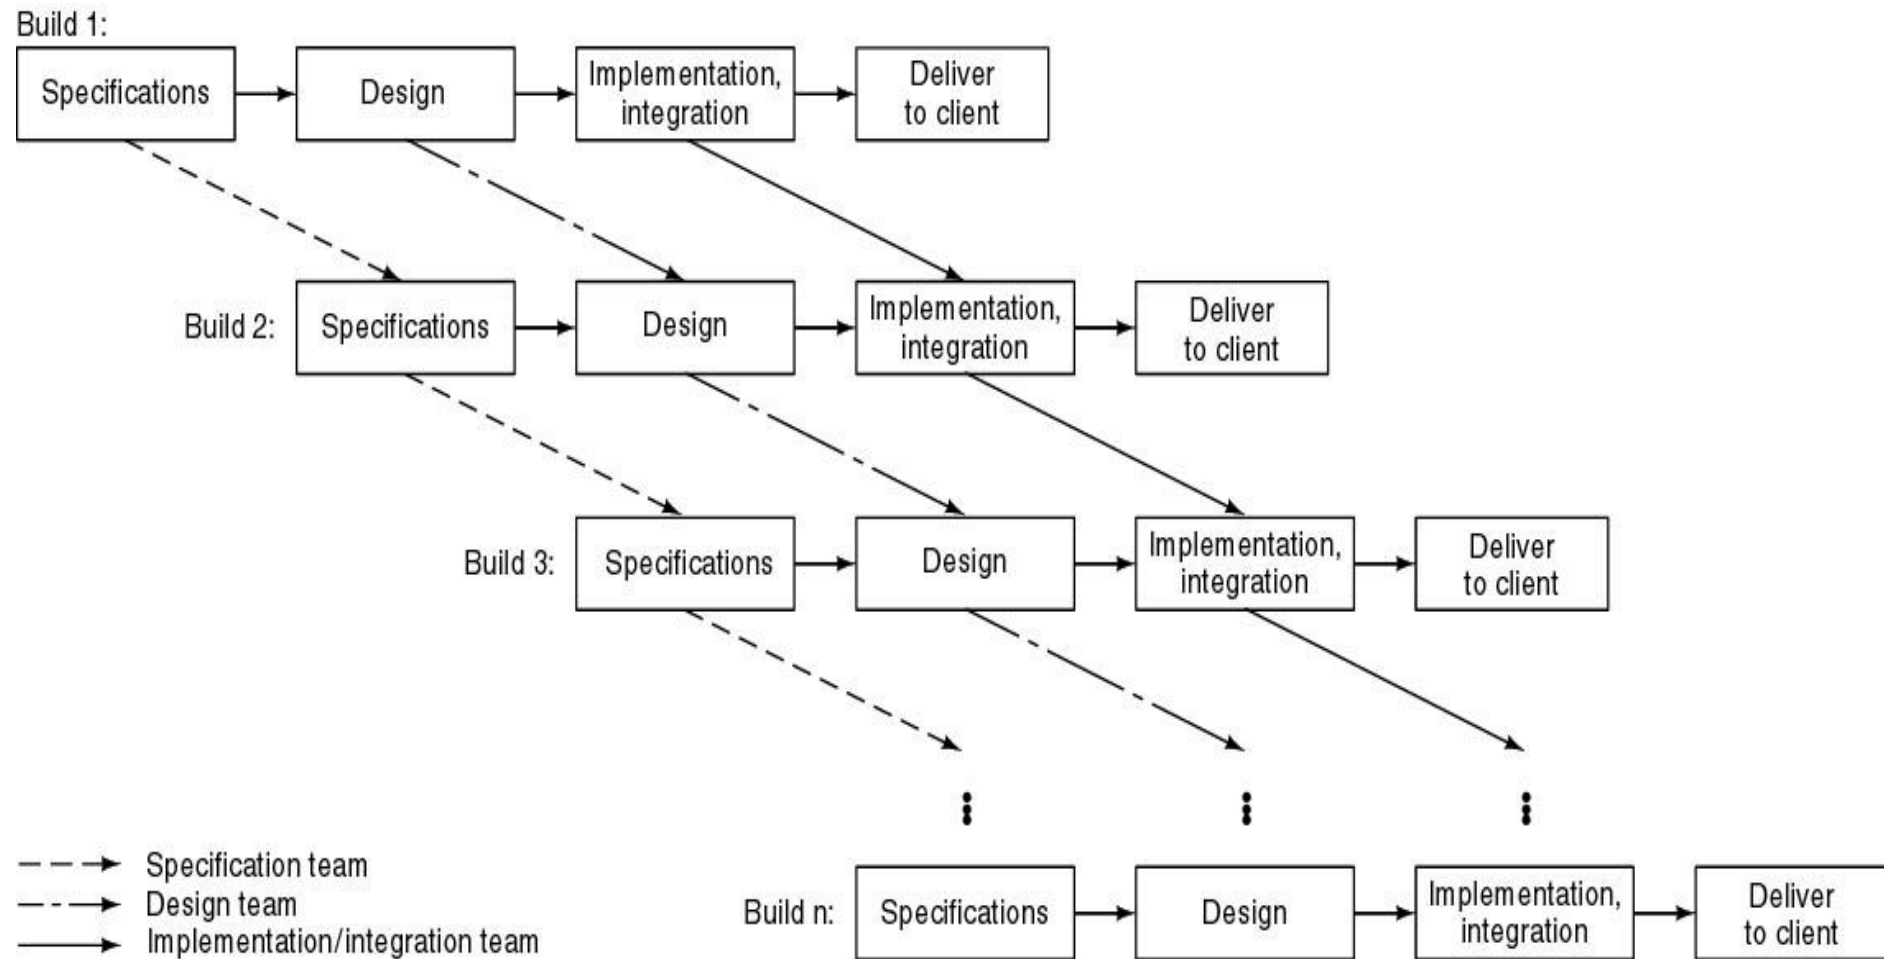 Build 1:
Specifications
Design
Implementation,
integration
Deliver
to client
Build 2:
Specifications
Design
Implementation,
integration
Deliver
to client
Build 3:
Specifications
Design
Implementation,
integration
Deliver
to client
Specification team
Design team
Implementation/integration team
Build n:
Specifications
Design
Implementation,
integration
Deliver
to client